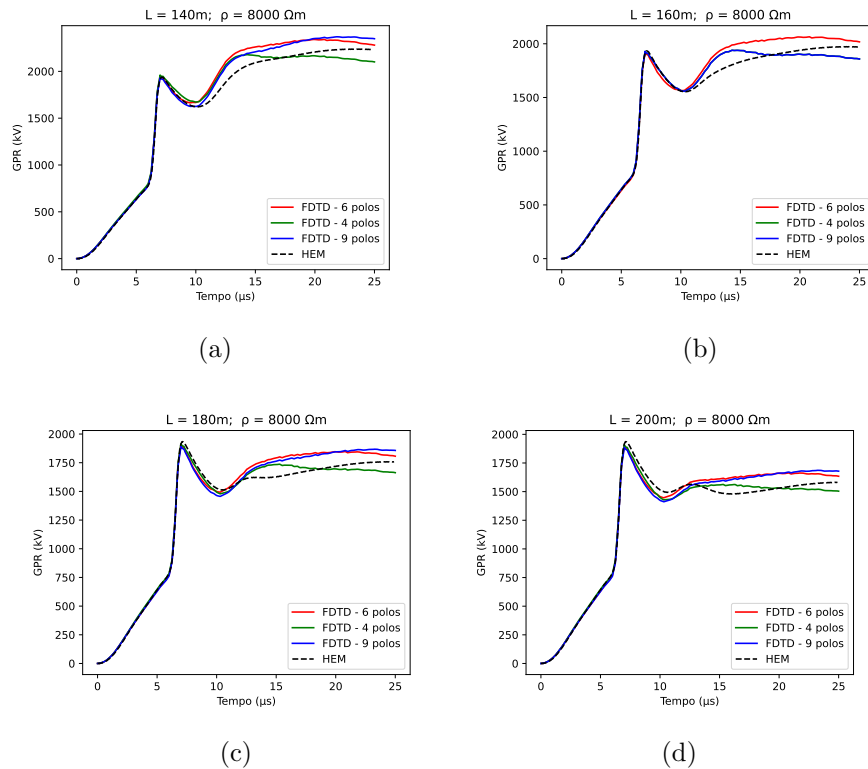 L = 140m;  ρ = 8000 Ωm
GPR (kV)
2000
1500
1000
500
0
FDTD - 6 polos
FDTD - 4 polos
FDTD - 9 polos
HEM
0 5 10 15 20 25
Tempo (μs)
(a)
L = 160m;  ρ = 8000 Ωm
GPR (kV)
2000
1500
1000
500
0
FDTD - 6 polos
FDTD - 4 polos
FDTD - 9 polos
HEM
0 5 10 15 20 25
Tempo (μs)
(b)
L = 180m;  ρ = 8000 Ωm
GPR (kV)
2000
1750
1500
1250
1000
750
500
250
0
FDTD - 6 polos
FDTD - 4 polos
FDTD - 9 polos
HEM
0 5 10 15 20 25
Tempo (μs)
(c)
L = 200m;  ρ = 8000 Ωm
GPR (kV)
2000
1750
1500
1250
1000
750
500
250
0
FDTD - 6 polos
FDTD - 4 polos
FDTD - 9 polos
HEM
0 5 10 15 20 25
Tempo (μs)
(d)